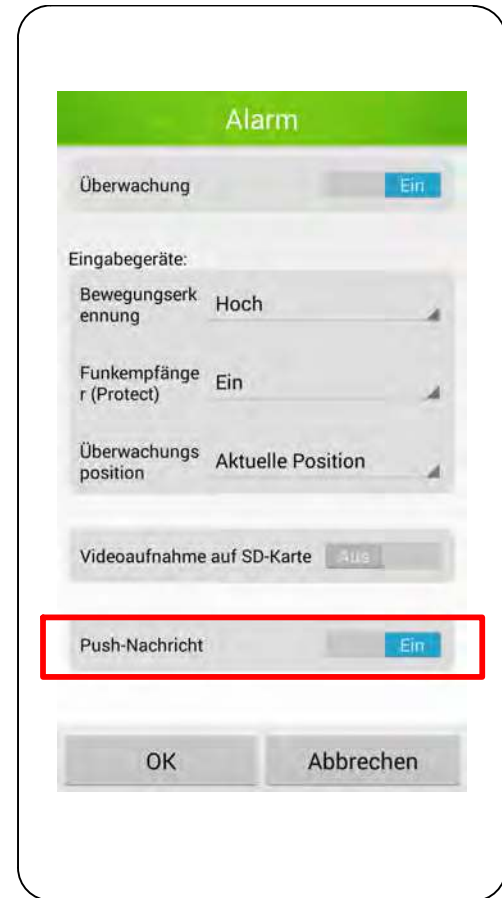 Alarm
Überwachung Ein
Eingabegeräte:
Bewegungserk
ennung
Hoch
Funkempfänge
r (Protect)
Ein
Überwachungs
position
Aktuelle Position
Videoaufnahme auf SD-Karte Aus
Push-Nachricht Ein
OK Abbrechen